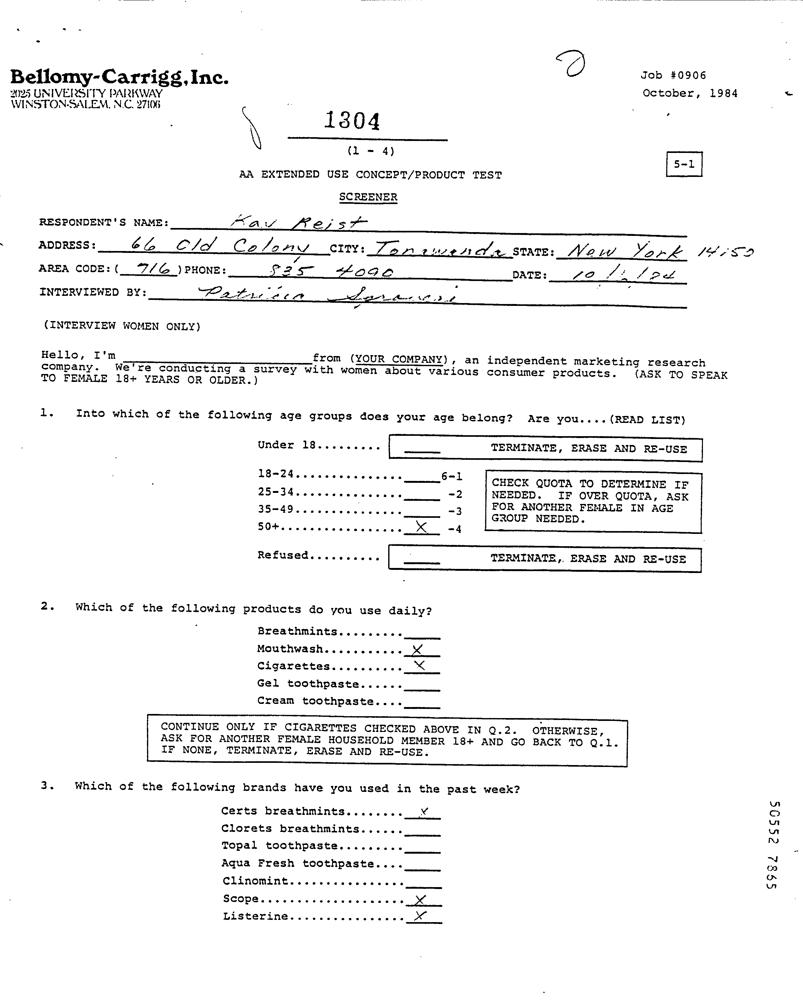 Bellomy-Carrigg, Inc.
2025 UNIVERSITY PARKWAY
WINSTON-SALEM, N.C. 27106
Job #0906
October, 1984
1304
(1 - 4)
5-1
AA EXTENDED USE CONCEPT/PRODUCT TEST
SCREENER
RESPONDENT'S NAME: Kay Reist
ADDRESS: 66 Old Colony CITY: Tonawanda STATE: New York 14150
AREA CODE: (716) PHONE: 835 4090 DATE: 10/
INTERVIEWED BY: Patricia
(INTERVIEW WOMEN ONLY)
Hello, I'm ____ from (YOUR COMPANY), an independent marketing research
company. We're conducting a survey with women about various consumer products. (ASK TO SPEAK
TO FEMALE 18+ YEARS OR OLDER.)
1. Into which of the following age groups does your age belong? Are you....(READ LIST)
Under 18......... ____ TERMINATE, ERASE AND RE-USE
18-24............... ____ 6-1
25-34............... ____ -2
35-49............... ____ -3
50+................. X -4
CHECK QUOTA TO DETERMINE IF
NEEDED. IF OVER QUOTA, ASK
FOR ANOTHER FEMALE IN AGE
GROUP NEEDED.
Refused.......... ____ TERMINATE, ERASE AND RE-USE
2. Which of the following products do you use daily?
Breathmints......... ____
Mouthwash........... X
Cigarettes.......... X
Gel toothpaste...... ____
Cream toothpaste.... ____
CONTINUE ONLY IF CIGARETTES CHECKED ABOVE IN Q.2. OTHERWISE,
ASK FOR ANOTHER FEMALE HOUSEHOLD MEMBER 18+ AND GO BACK TO Q.1.
IF NONE, TERMINATE, ERASE AND RE-USE.
3. Which of the following brands have you used in the past week?
Certs breathmints........ X
Clorets breathmints...... ____
Topal toothpaste......... ____
Aqua Fresh toothpaste.... ____
Clinomint................ ____
Scope.................... X
Listerine................ X
50552 7865